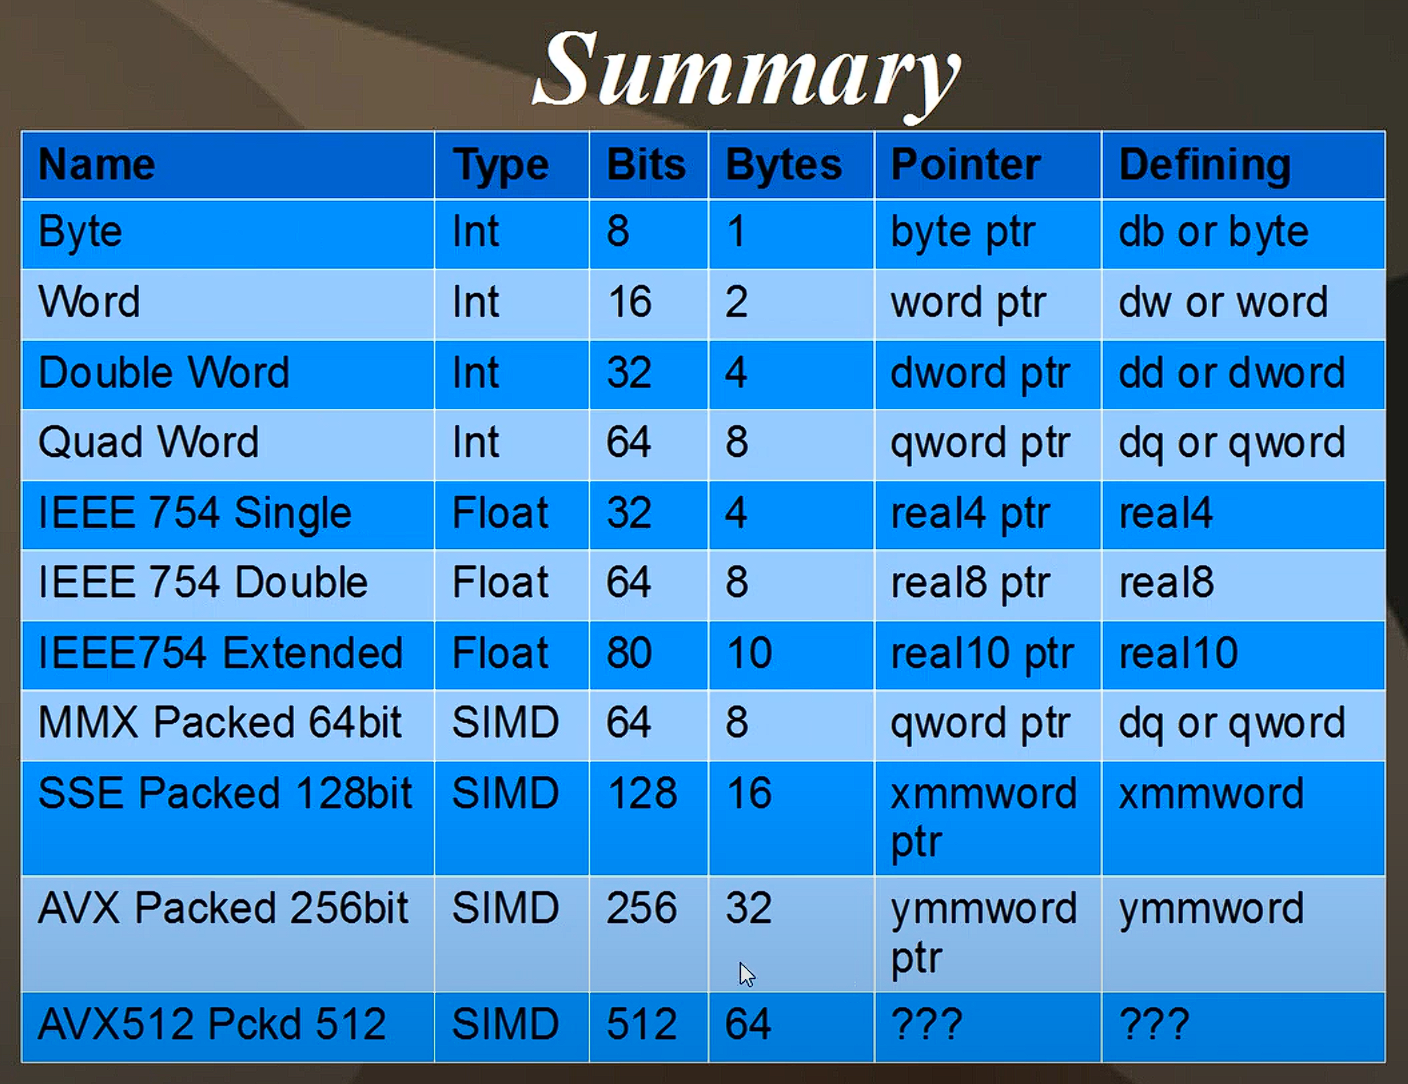 Summary
Name Type Bits Bytes Pointer Defining
Byte Int 8 1 byte ptr db or byte
Word Int 16 2 word ptr dw or word
Double Word Int 32 4 dword ptr dd or dword
Quad Word Int 64 8 qword ptr dq or qword
IEEE 754 Single Float 32 4 real4 ptr real4
IEEE 754 Double Float 64 8 real8 ptr real8
IEEE754 Extended Float 80 10 real10 ptr real10
MMX Packed 64bit SIMD 64 8 qword ptr dq or qword
SSE Packed 128bit SIMD 128 16 xmmword xmmword
ptr
AVX Packed 256bit SIMD 256 32 ymmword ymmword
ptr
AVX512 Pckd 512 SIMD 512 64 ??? ???